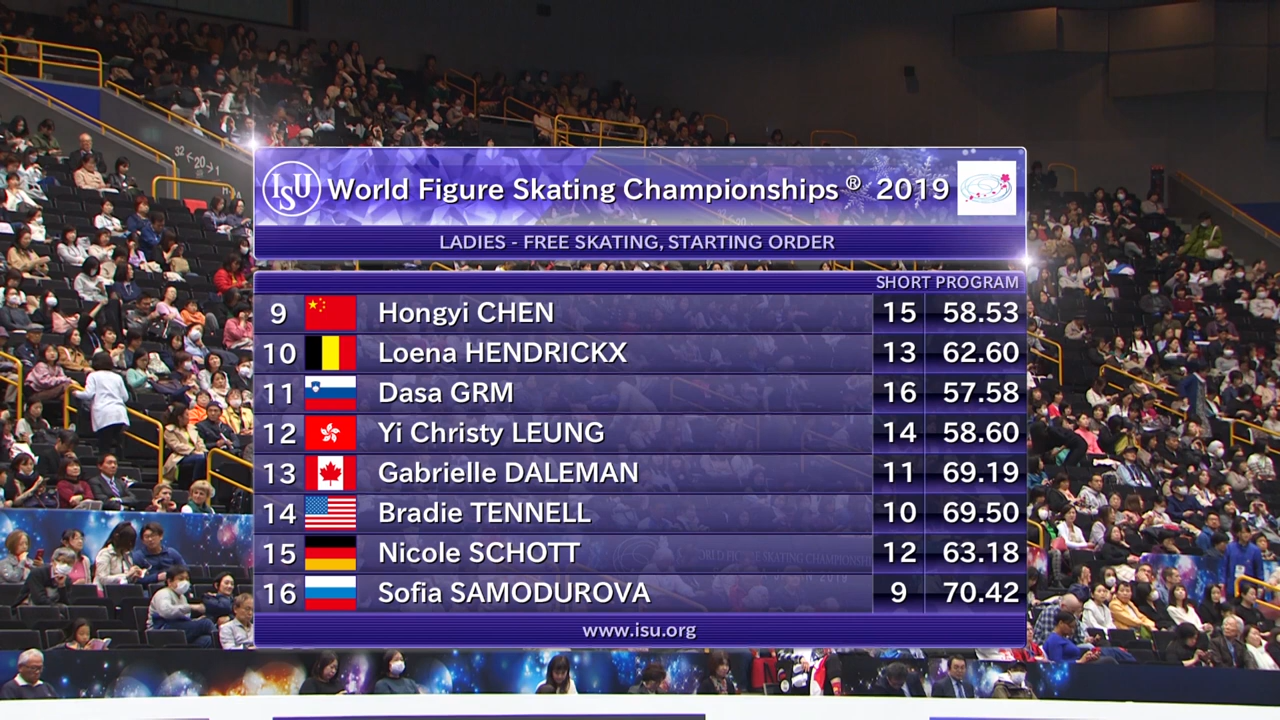 32←20→1
ISU World Figure Skating Championships® 2019
LADIES - FREE SKATING, STARTING ORDER
SHORT PROGRAM
9 Hongyi CHEN 15 58.53
10 Loena HENDRICKX 13 62.60
11 Dasa GRM 16 57.58
12 Yi Christy LEUNG 14 58.60
13 Gabrielle DALEMAN 11 69.19
14 Bradie TENNELL 10 69.50
15 Nicole SCHOTT 12 63.18
16 Sofia SAMODUROVA 9 70.42
www.isu.org